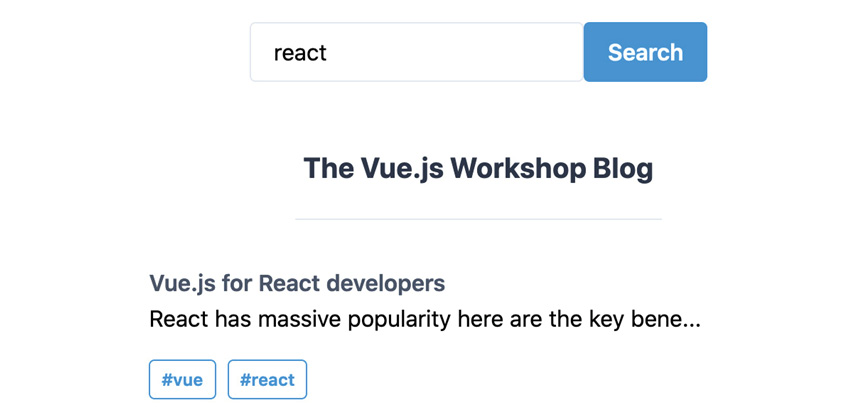 react
Search
The Vue.js Workshop Blog
Vue.js for React developers
React has massive popularity here are the key bene...
#vue
#react